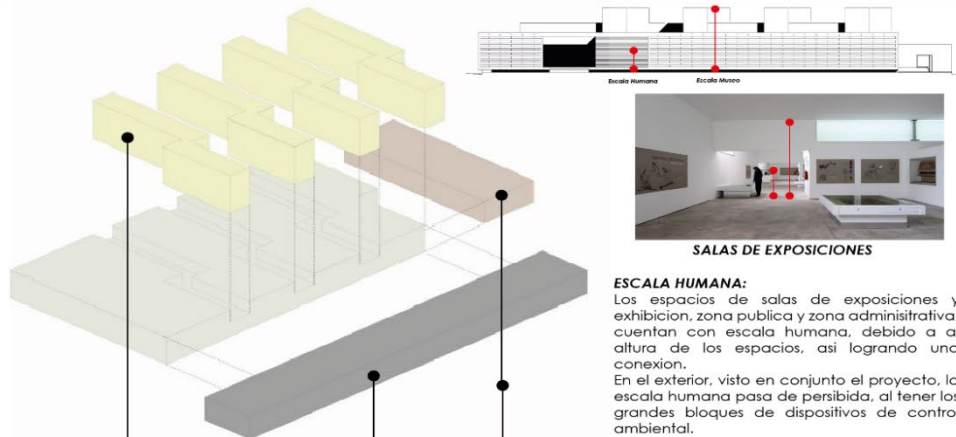 Escala Humana
Escala Museo
SALAS DE EXPOSICIONES
ESCALA HUMANA:
Los espacios de salas de exposiciones y
exhibicion, zona publica y zona adminisitrativa
cuentan con escala humana, debido a a
altura de los espacios, asi logrando una
conexion.
En el exterior, visto en conjunto el proyecto, la
escala humana pasa de persibida, al tener los
grandes bloques de dispositivos de contro
ambiental.